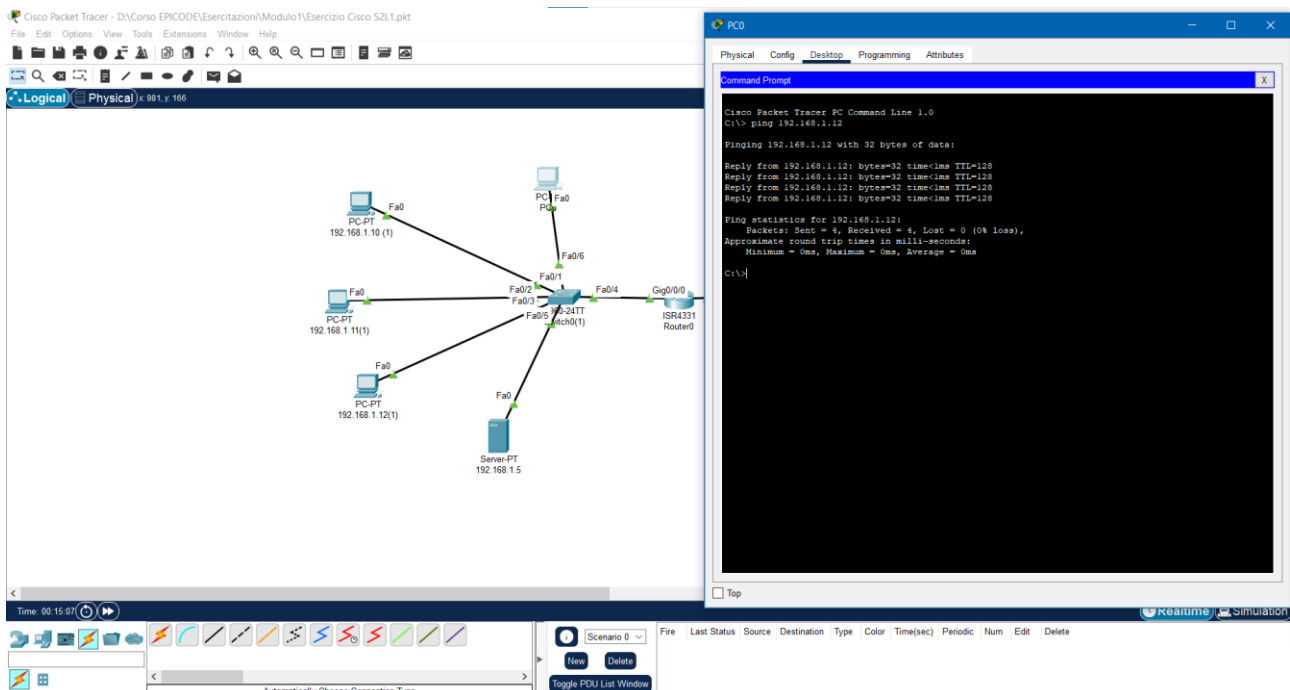 Cisco Packet Tracer - D:\Corso EPICODE\Esercitazioni\Modulo1\Esercizio Cisco S2L1.pkt
File Edit Options View Tools Extensions Window Help
Logical Physical x: 981, y: 166
PC-PT
192.168.1.10 (1)
Fa0
Fa0
Fa0/6
Fa0/1
Fa0/2
Fa0/3
Fa0/5
Fa0/4
Gig0/0/0
ISR4331
Router0
Fa0
PC-PT
192.168.1.11(1)
Fa0
PC-PT
192.168.1.12(1)
Fa0
Server-PT
192.168.1.5
PC0
Physical Config Desktop Programming Attributes
Command Prompt X
Cisco Packet Tracer PC Command Line 1.0
C:\> ping 192.168.1.12
Pinging 192.168.1.12 with 32 bytes of data:
Reply from 192.168.1.12: bytes=32 time<1ms TTL=128
Reply from 192.168.1.12: bytes=32 time<1ms TTL=128
Reply from 192.168.1.12: bytes=32 time<1ms TTL=128
Reply from 192.168.1.12: bytes=32 time<1ms TTL=128
Ping statistics for 192.168.1.12:
Packets: Sent = 4, Received = 4, Lost = 0 (0% loss),
Approximate round trip times in milli-seconds:
Minimum = 0ms, Maximum = 0ms, Average = 0ms
C:\>
Top
Time: 00:15:07
Realtime Simulation
Scenario 0
New Delete
Toggle PDU List Window
Fire Last Status Source Destination Type Color Time(sec) Periodic Num Edit Delete